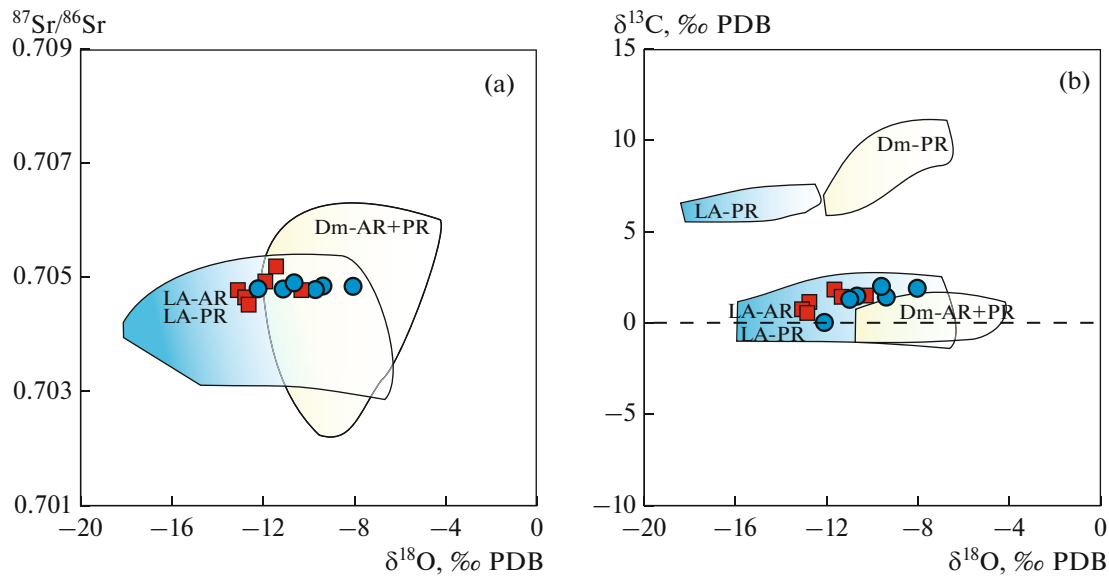 ⁸⁷Sr/⁸⁶Sr
0.709
(a)
0.707
Dm-AR+PR
0.705
LA-AR
LA-PR
0.703
0.701
−20 −16 −12 −8 −4 0
δ¹⁸O, ‰ PDB
δ¹³C, ‰ PDB
15
(b)
10
Dm-PR
LA-PR
5
LA-AR
Dm-AR+PR
0
LA-PR
−5
−10
−20 −16 −12 −8 −4 0
δ¹⁸O, ‰ PDB